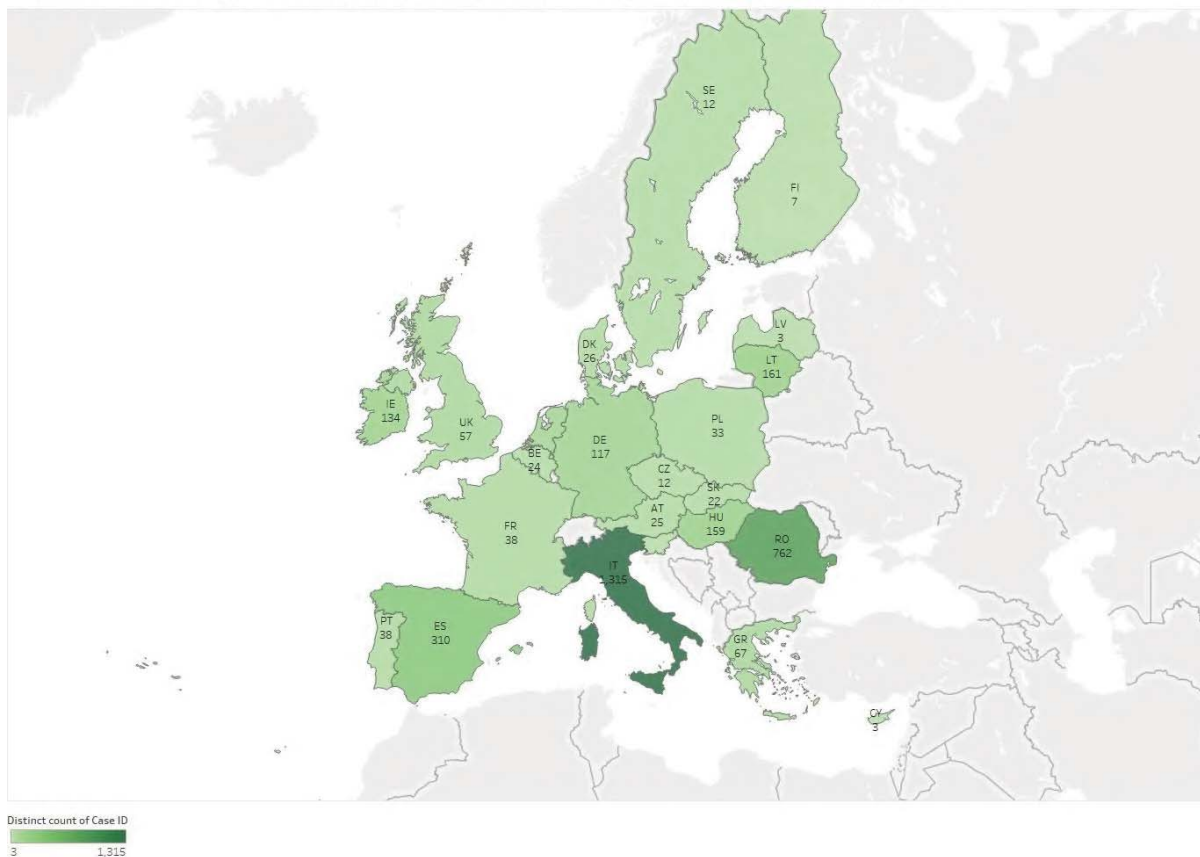 SE
12
FI
7
LV
3
LT
161
DK
26
IE
134
UK
57
BE
24
DE
117
PL
33
CZ
12
SK
22
AT
25
HU
159
FR
38
RO
762
IT
1,315
PT
38
ES
310
GR
67
CY
3
Distinct count of Case ID
3 1,315